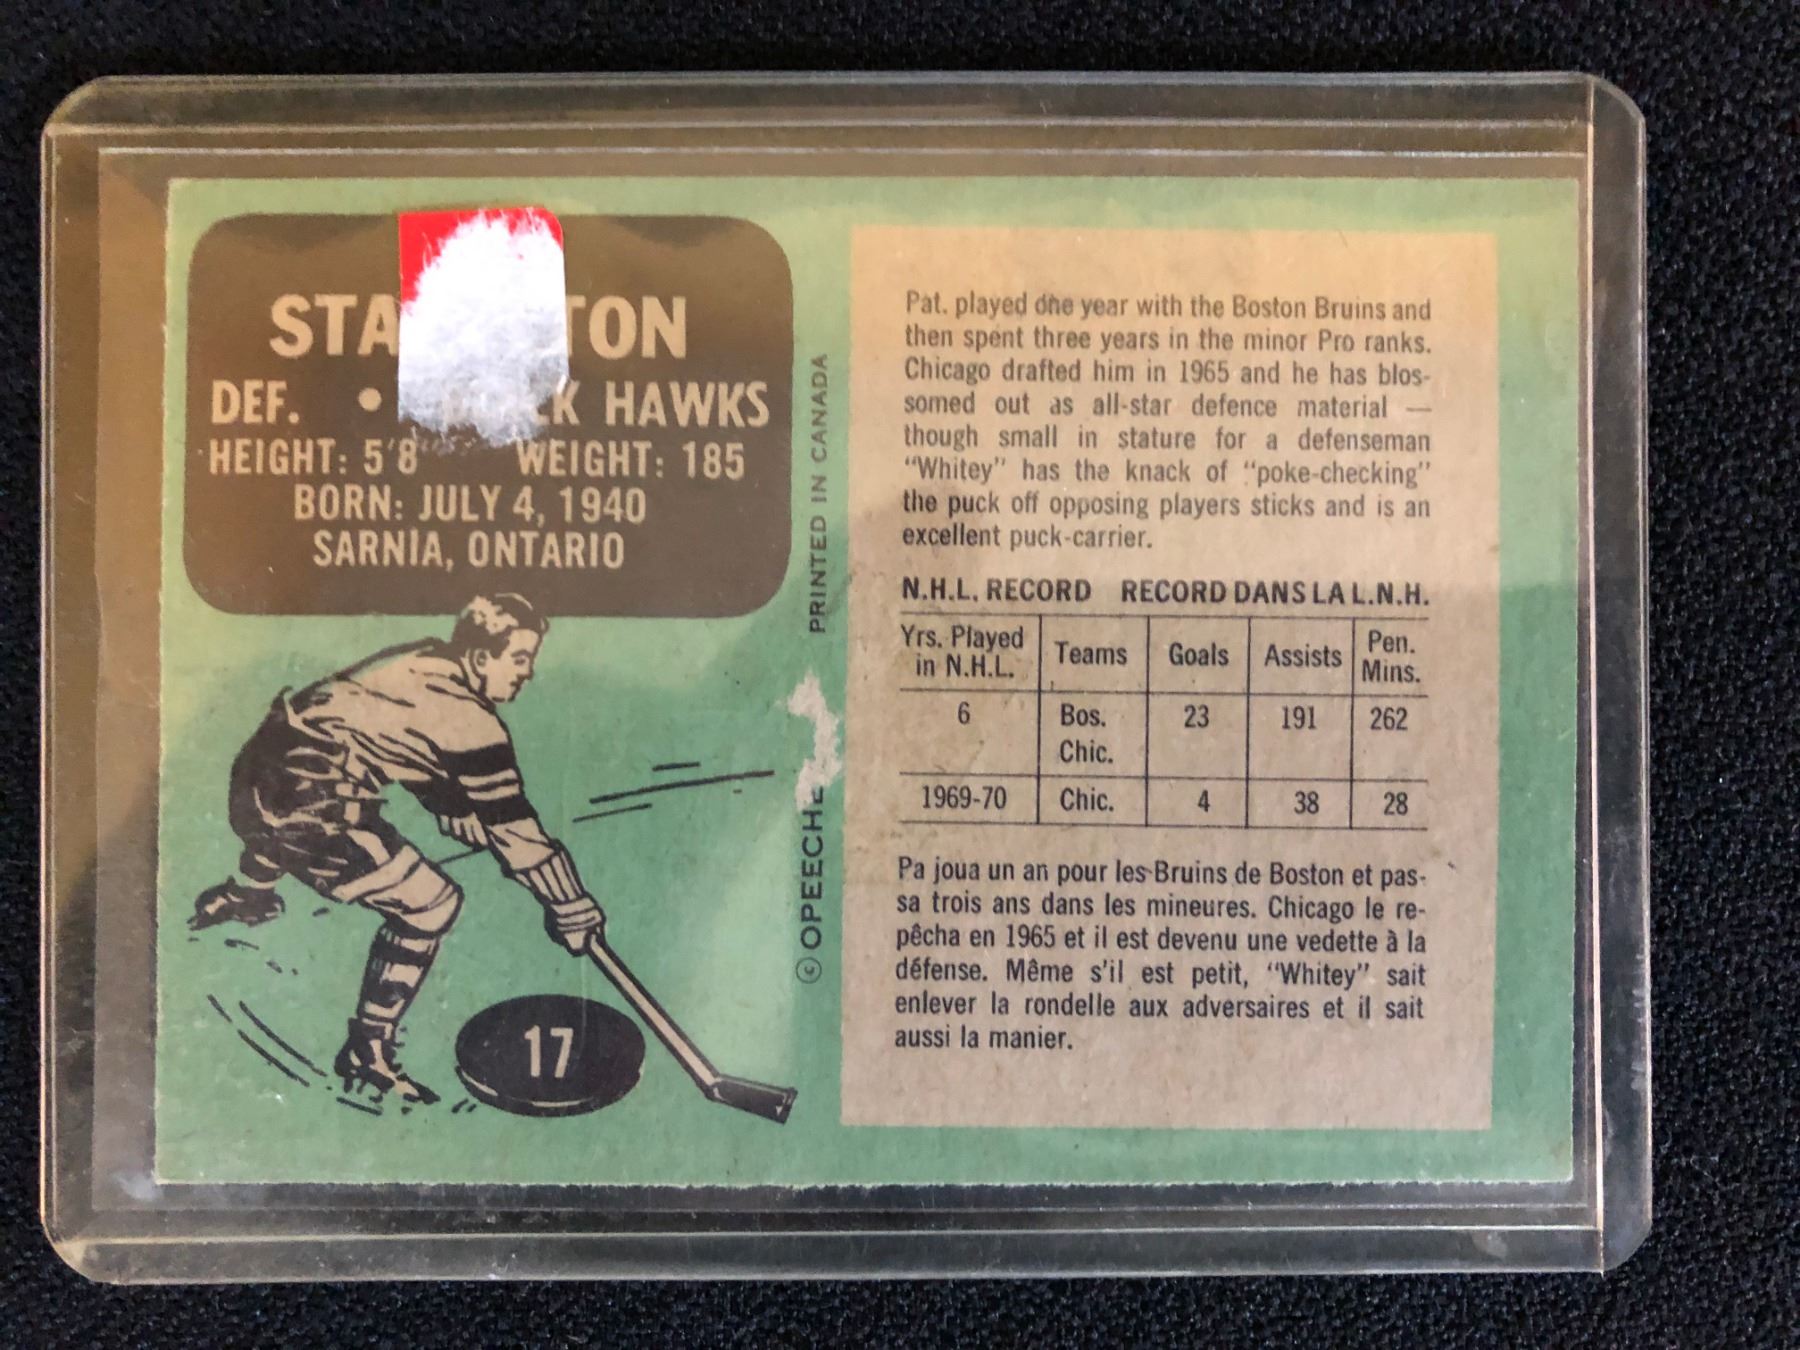 STA TON
DEF. • K HAWKS
HEIGHT: 5'8 WEIGHT: 185
BORN: JULY 4, 1940
SARNIA, ONTARIO
17
© OPEECHE PRINTED IN CANADA
Pat. played one year with the Boston Bruins and
then spent three years in the minor Pro ranks.
Chicago drafted him in 1965 and he has blos-
somed out as all-star defence material —
though small in stature for a defenseman
"Whitey" has the knack of "poke-checking"
the puck off opposing players sticks and is an
excellent puck-carrier.
N.H.L. RECORD RECORD DANS LA L.N.H.
Yrs. Played in N.H.L. Teams Goals Assists Pen. Mins.
6 Bos. Chic. 23 191 262
1969-70 Chic. 4 38 28
Pa joua un an pour les Bruins de Boston et pas-
sa trois ans dans les mineures. Chicago le re-
pêcha en 1965 et il est devenu une vedette à la
défense. Même s'il est petit, "Whitey" sait
enlever la rondelle aux adversaires et il sait
aussi la manier.